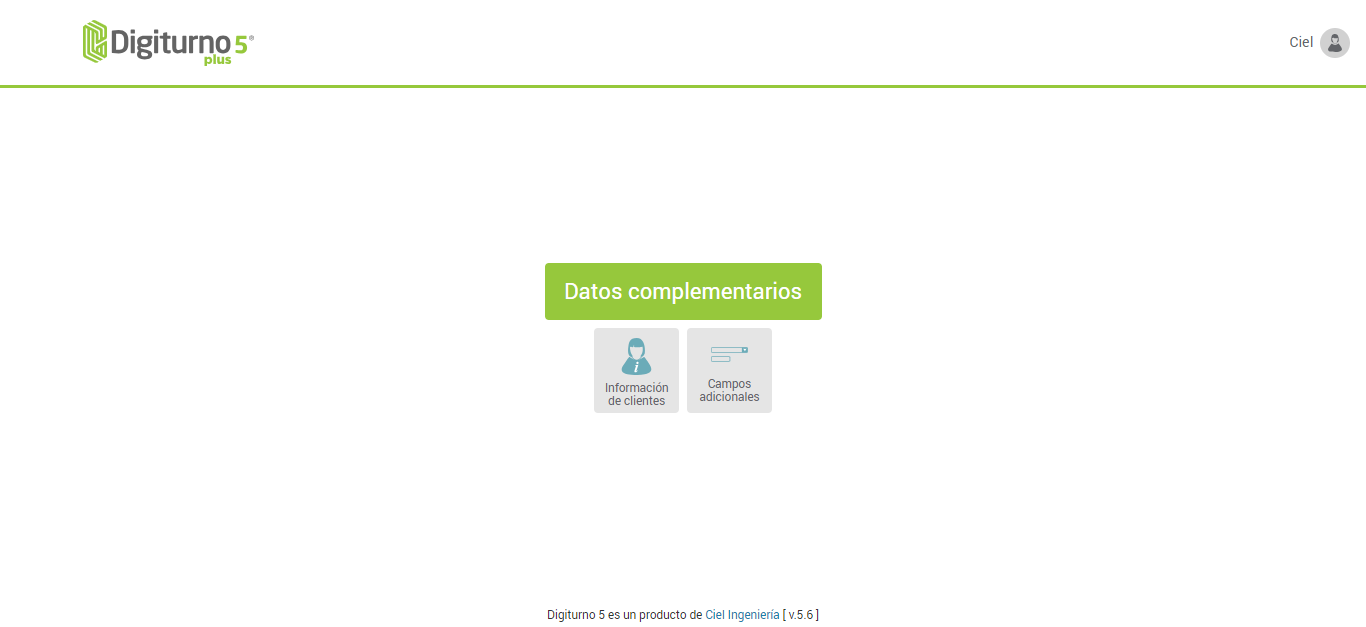 Digiturno 5®
plus
Ciel
Datos complementarios
i
Información
de clientes
Campos
adicionales
Digiturno 5 es un producto de Ciel Ingeniería [ v.5.6 ]